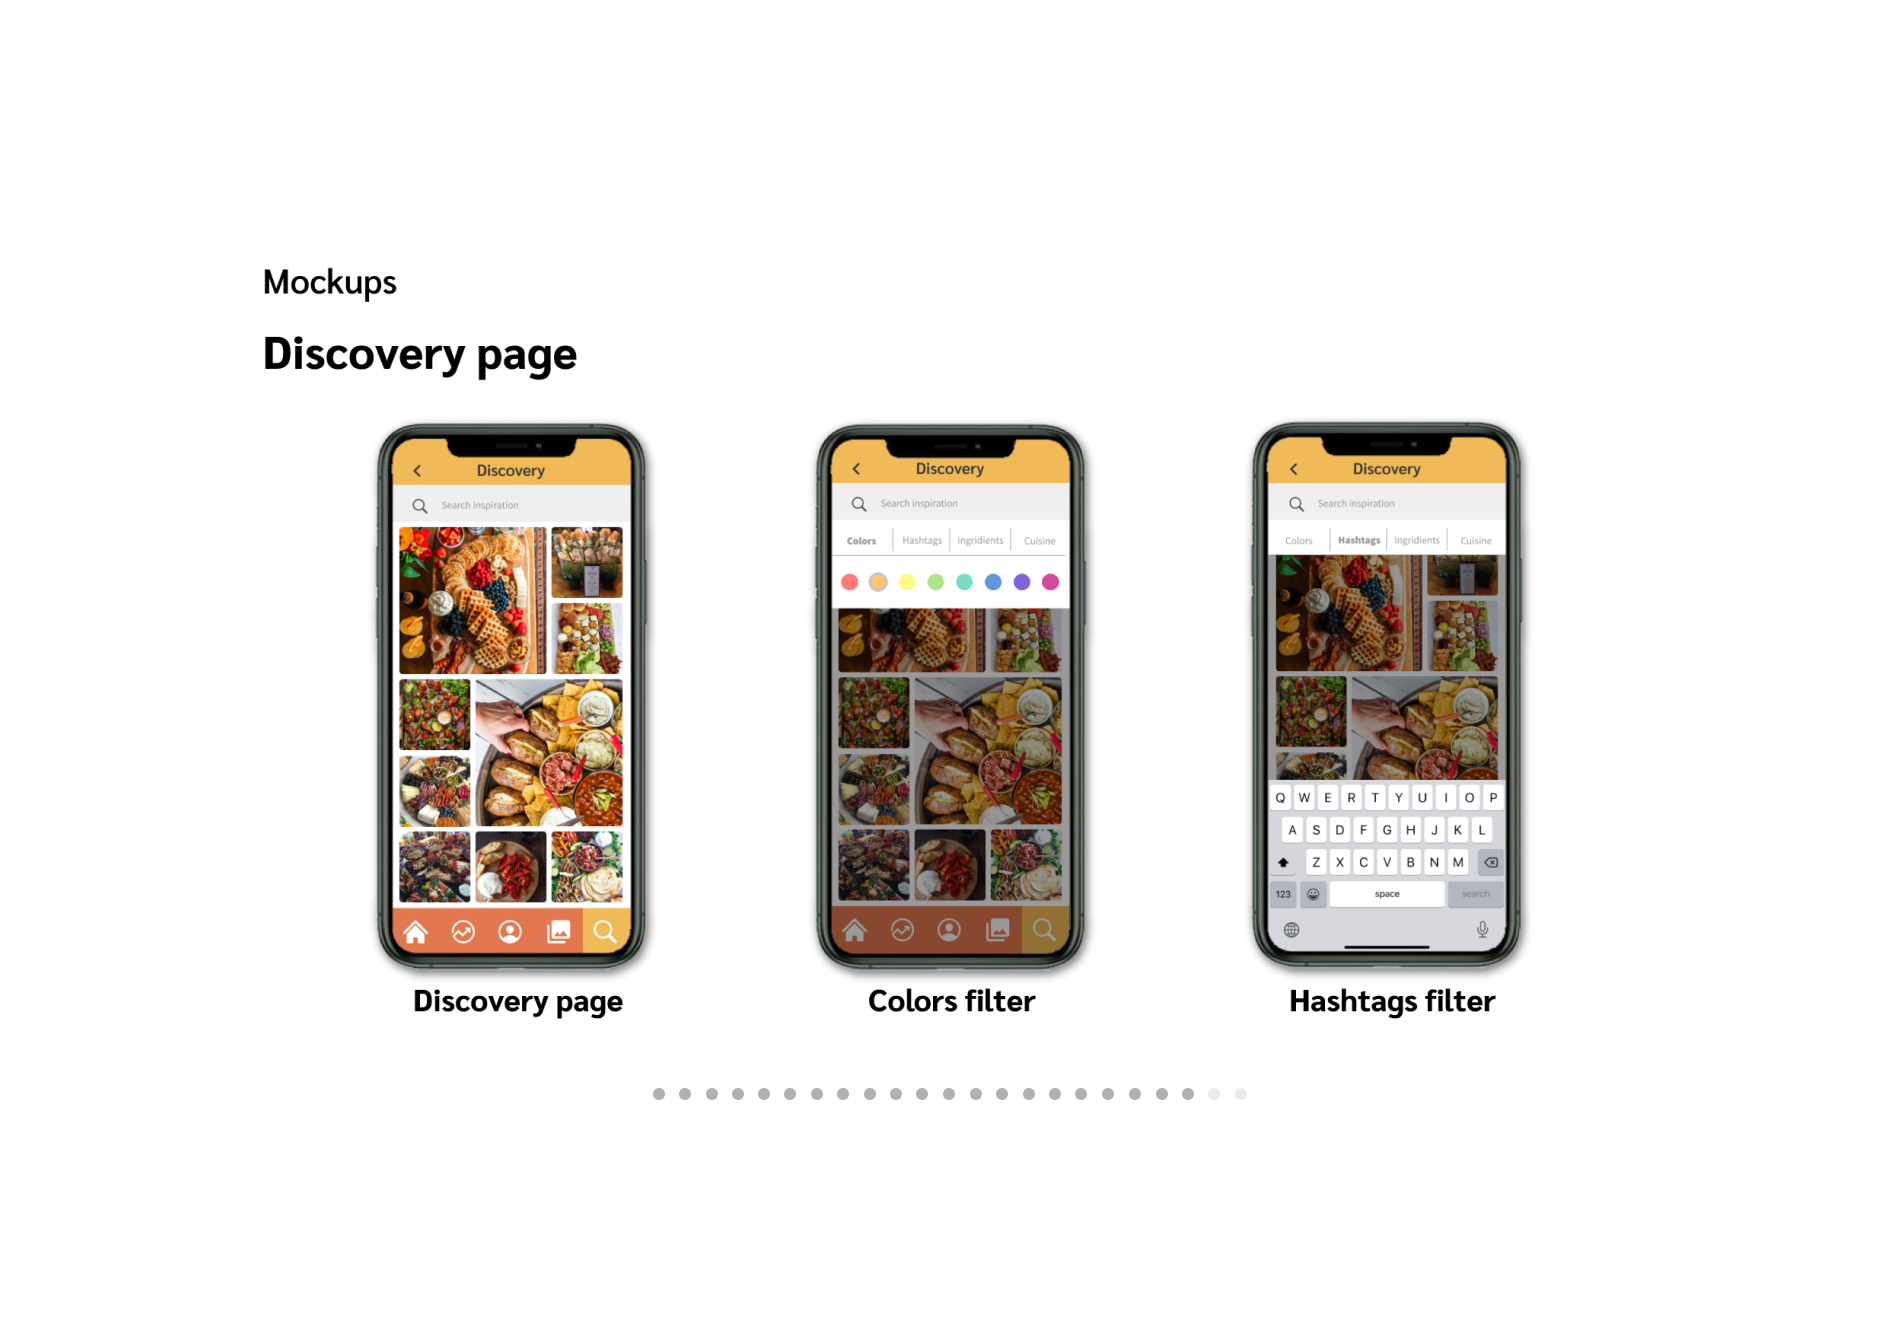 Mockups
Discovery page
Discovery
Search inspiration
Discovery page
Discovery
Search inspiration
Colors Hashtags Ingridients Cuisine
Colors filter
Discovery
Search inspiration
Colors Hashtags Ingridients Cuisine
Q W E R T Y U I O P
A S D F G H J K L
Z X C V B N M
123 space search
Hashtags filter